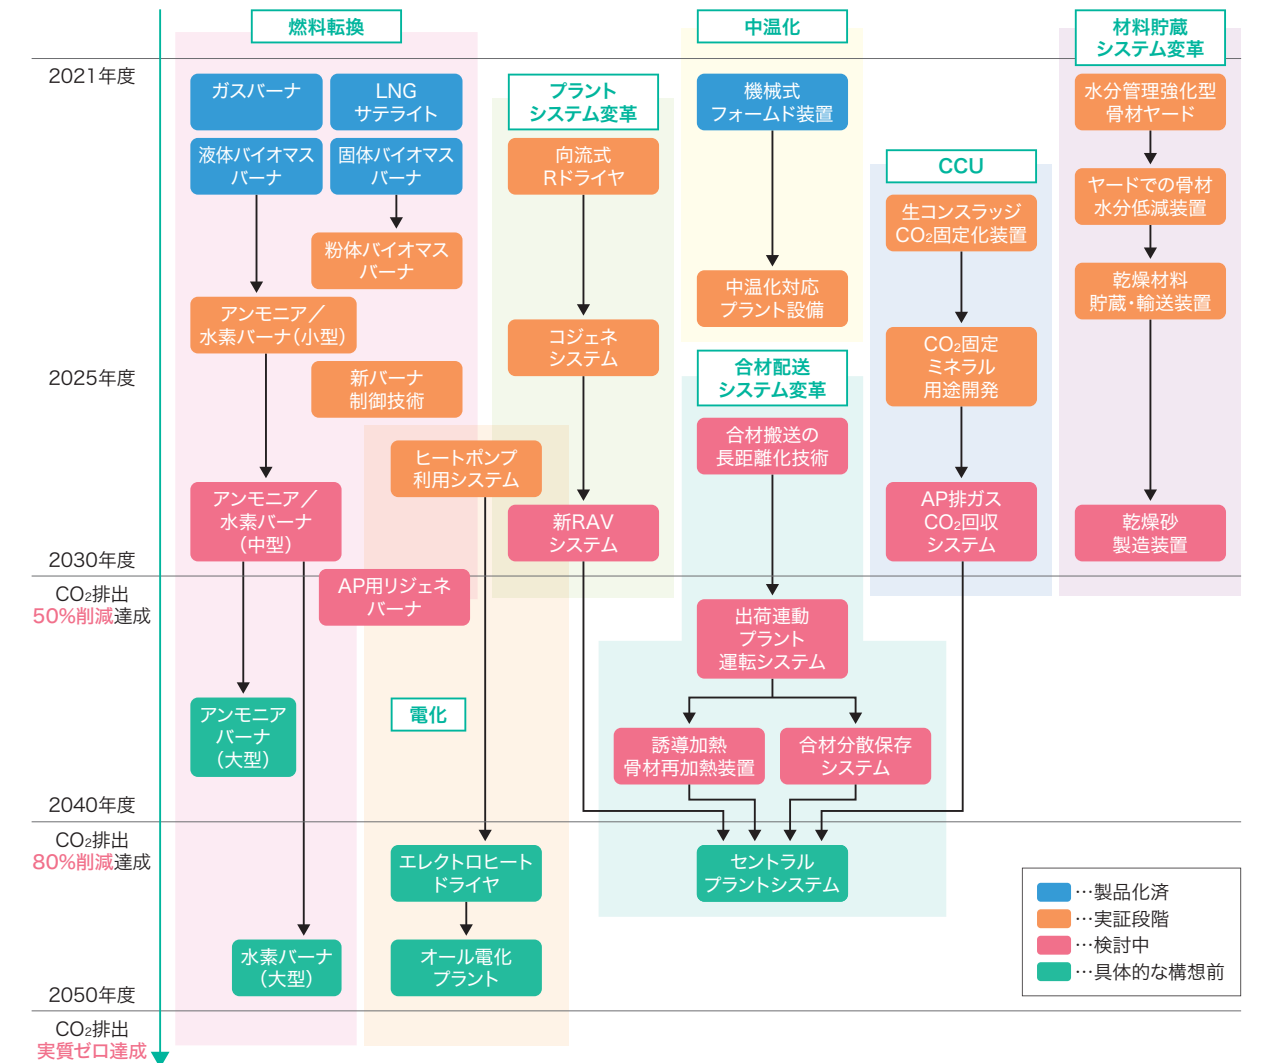 2021年度
2025年度
2030年度
CO₂排出
50%削減達成
2040年度
CO₂排出
80%削減達成
2050年度
CO₂排出
実質ゼロ達成
燃料転換
ガスバーナ
LNG
サテライト
液体バイオマス
バーナ
固体バイオマス
バーナ
粉体バイオマス
バーナ
アンモニア／
水素バーナ（小型）
新バーナ
制御技術
アンモニア／
水素バーナ
（中型）
AP用リジェネ
バーナ
アンモニア
バーナ
（大型）
水素バーナ
（大型）
電化
ヒートポンプ
利用システム
エレクトロヒート
ドライヤ
オール電化
プラント
プラント
システム変革
向流式
Rドライヤ
コジェネ
システム
新RAV
システム
中温化
機械式
フォームド装置
中温化対応
プラント設備
合材配送
システム変革
合材搬送の
長距離化技術
出荷連動
プラント
運転システム
誘導加熱
骨材再加熱装置
合材分散保存
システム
セントラル
プラントシステム
CCU
生コンスラッジ
CO₂固定化装置
CO₂固定
ミネラル
用途開発
AP排ガス
CO₂回収
システム
材料貯蔵
システム変革
水分管理強化型
骨材ヤード
ヤードでの骨材
水分低減装置
乾燥材料
貯蔵・輸送装置
乾燥砂
製造装置
…製品化済
…実証段階
…検討中
…具体的な構想前